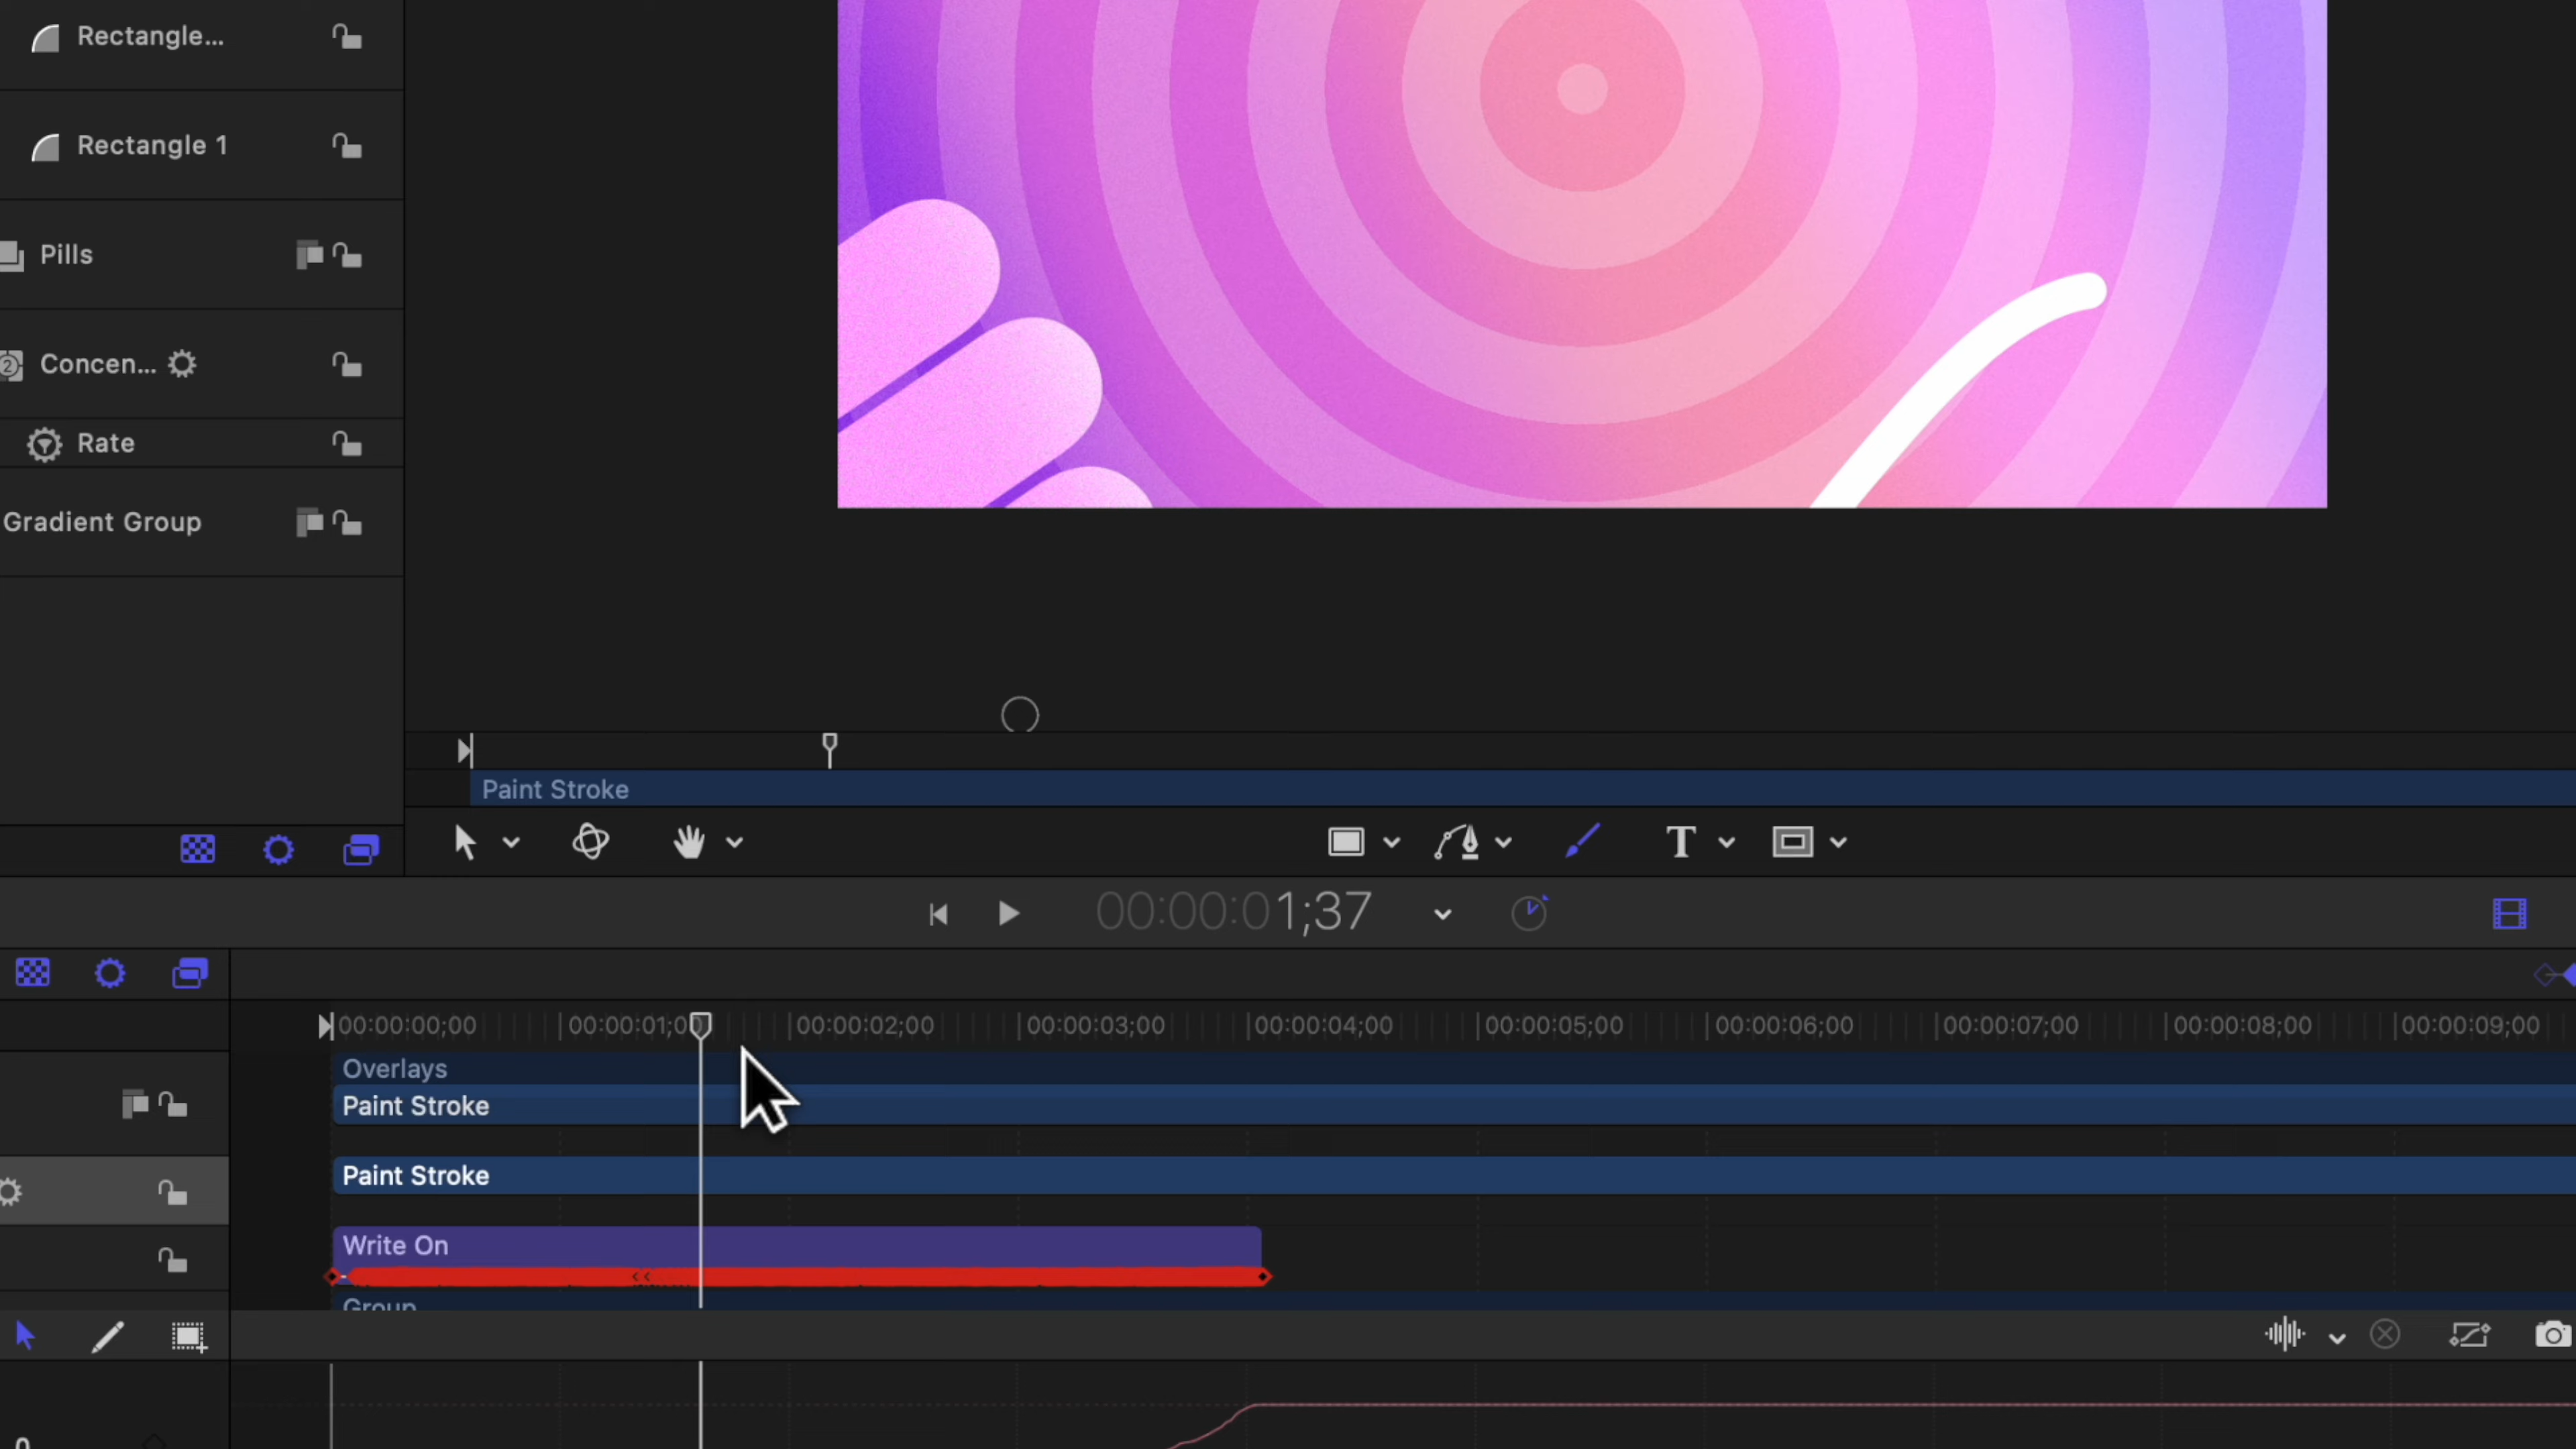 Rectangle...
Rectangle 1
Pills
2 Concen...
Rate
Gradient Group
Paint Stroke
T
00:00:01;37
00:00:00;00 00:00:01;00 00:00:02;00 00:00:03;00 00:00:04;00 00:00:05;00 00:00:06;00 00:00:07;00 00:00:08;00 00:00:09;00
Overlays
Paint Stroke
Paint Stroke
Write On
Group